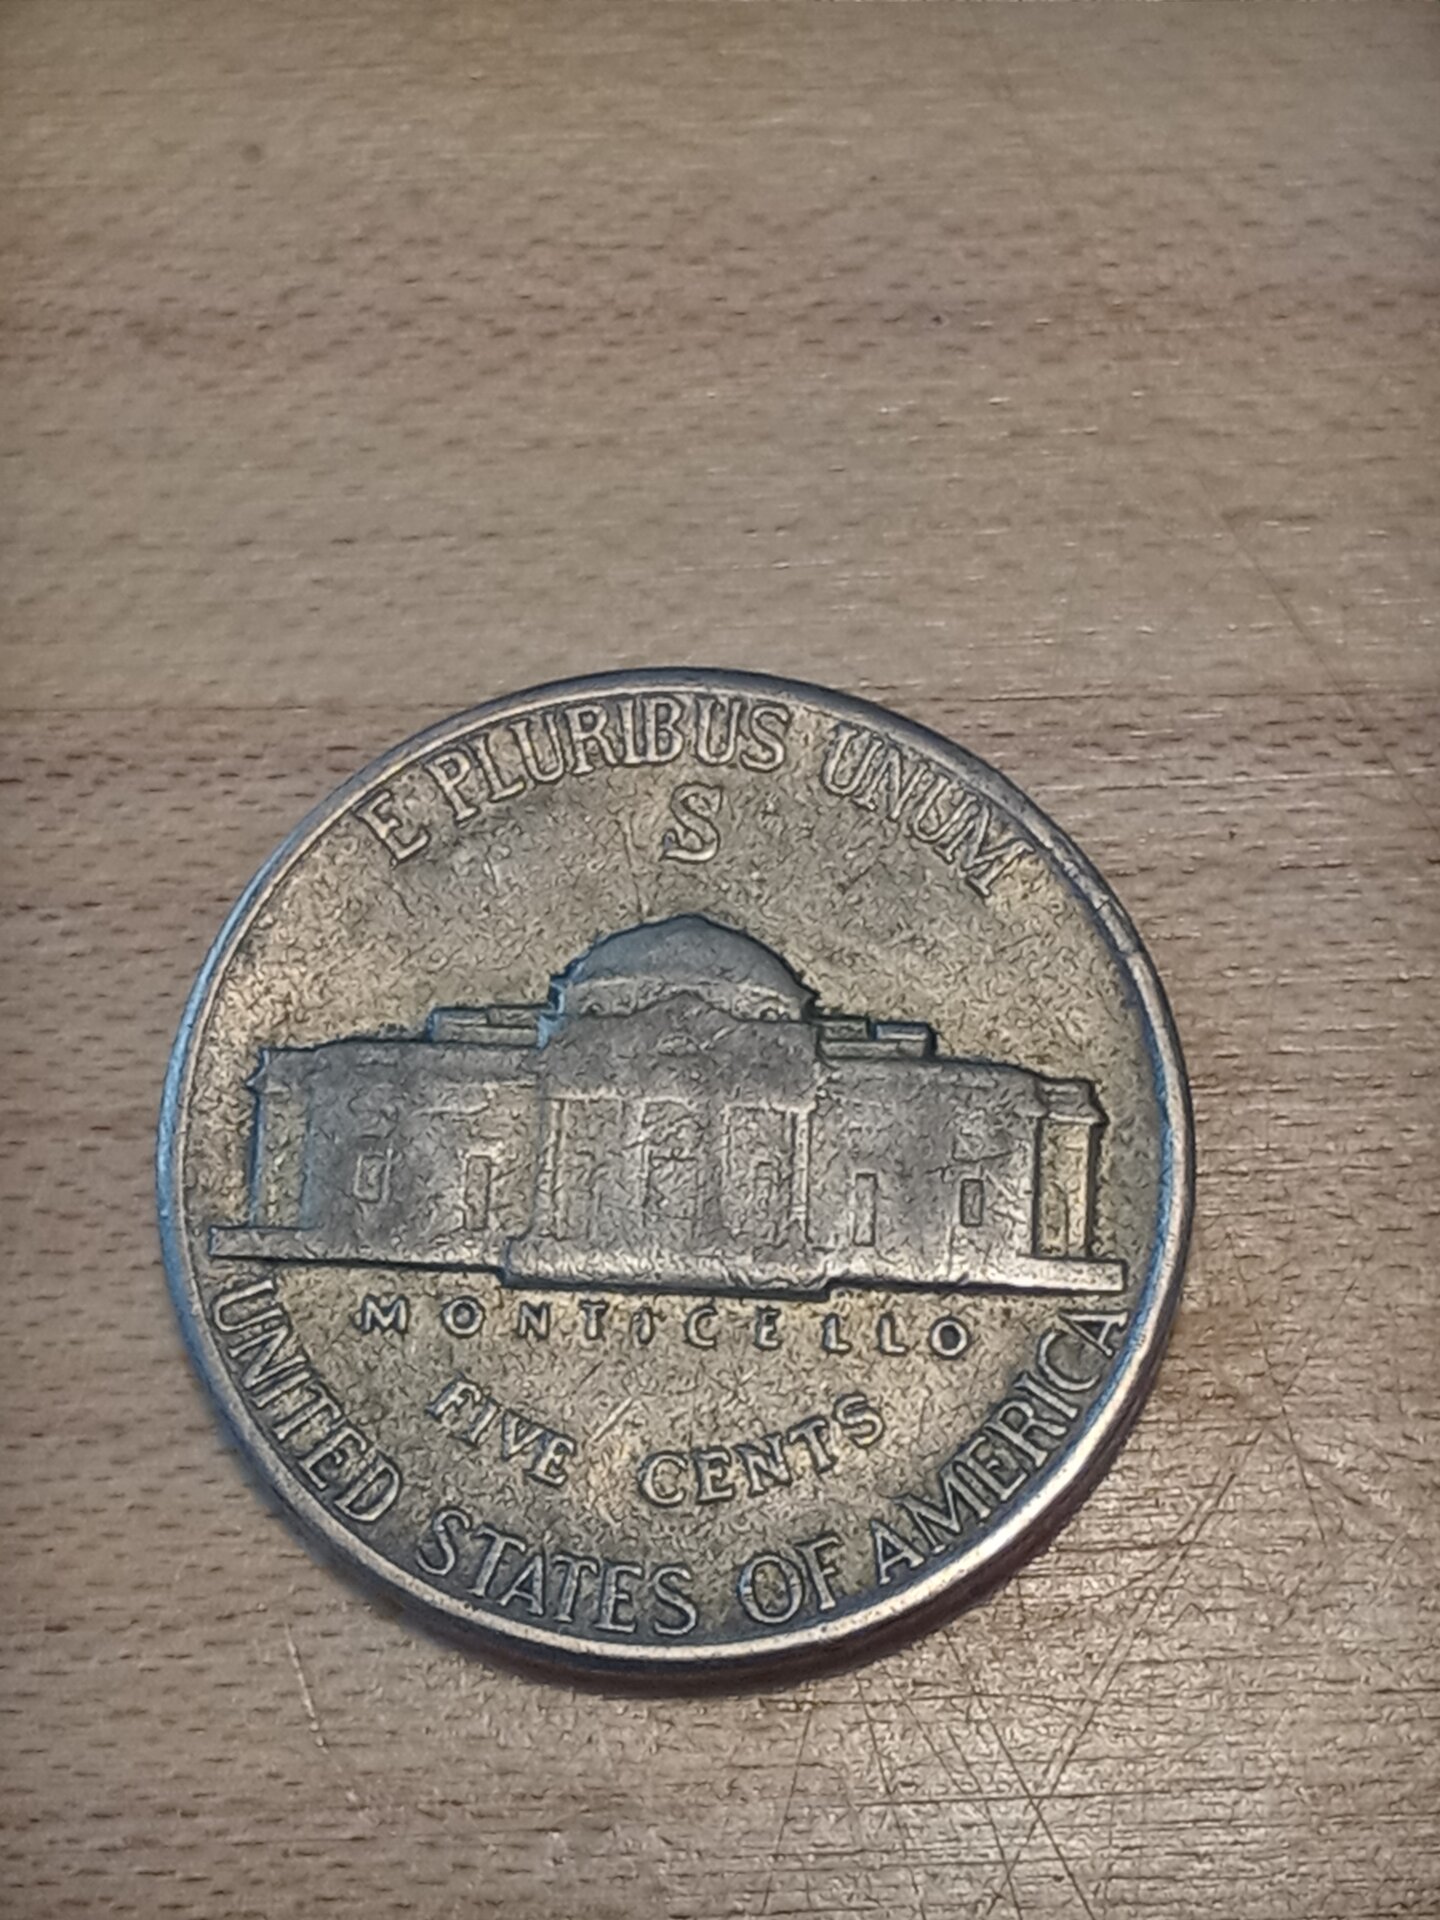 E PLURIBUS UNUM
S
MONTICELLO
FIVE CENTS
UNITED STATES OF AMERICA